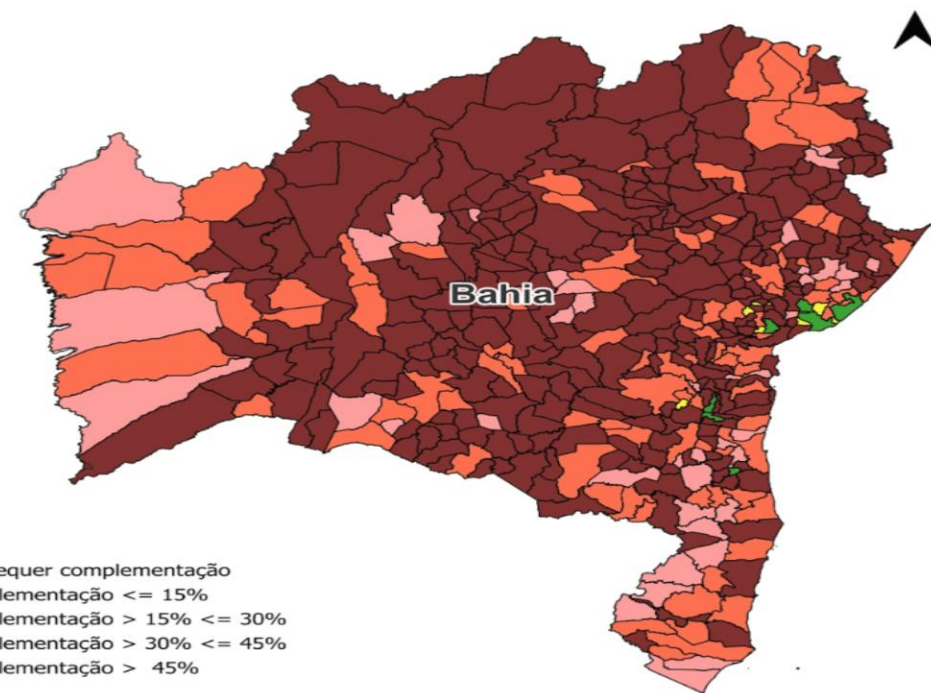 Bahia
equer complementação
lementação <= 15%
lementação > 15% <= 30%
lementação > 30% <= 45%
lementação > 45%